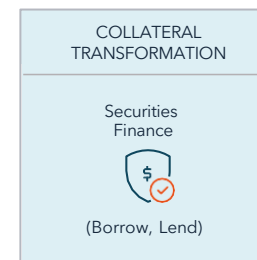 COLLATERAL
TRANSFORMATION
Securities
Finance
$
(Borrow, Lend)